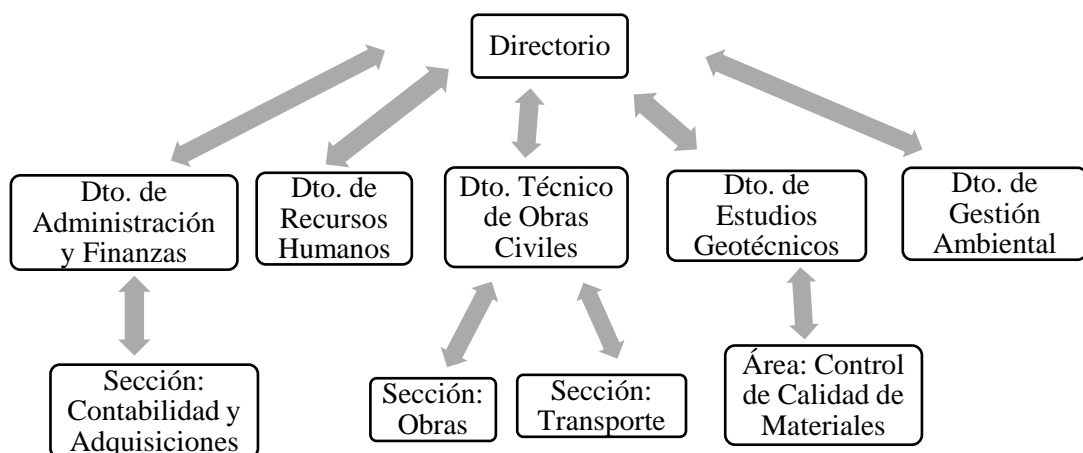 Directorio
Dto. de
Administración
y Finanzas
Dto. de
Recursos
Humanos
Dto. Técnico
de Obras
Civiles
Dto. de
Estudios
Geotécnicos
Dto. de
Gestión
Ambiental
Sección:
Contabilidad y
Adquisiciones
Sección:
Obras
Sección:
Transporte
Área: Control
de Calidad de
Materiales